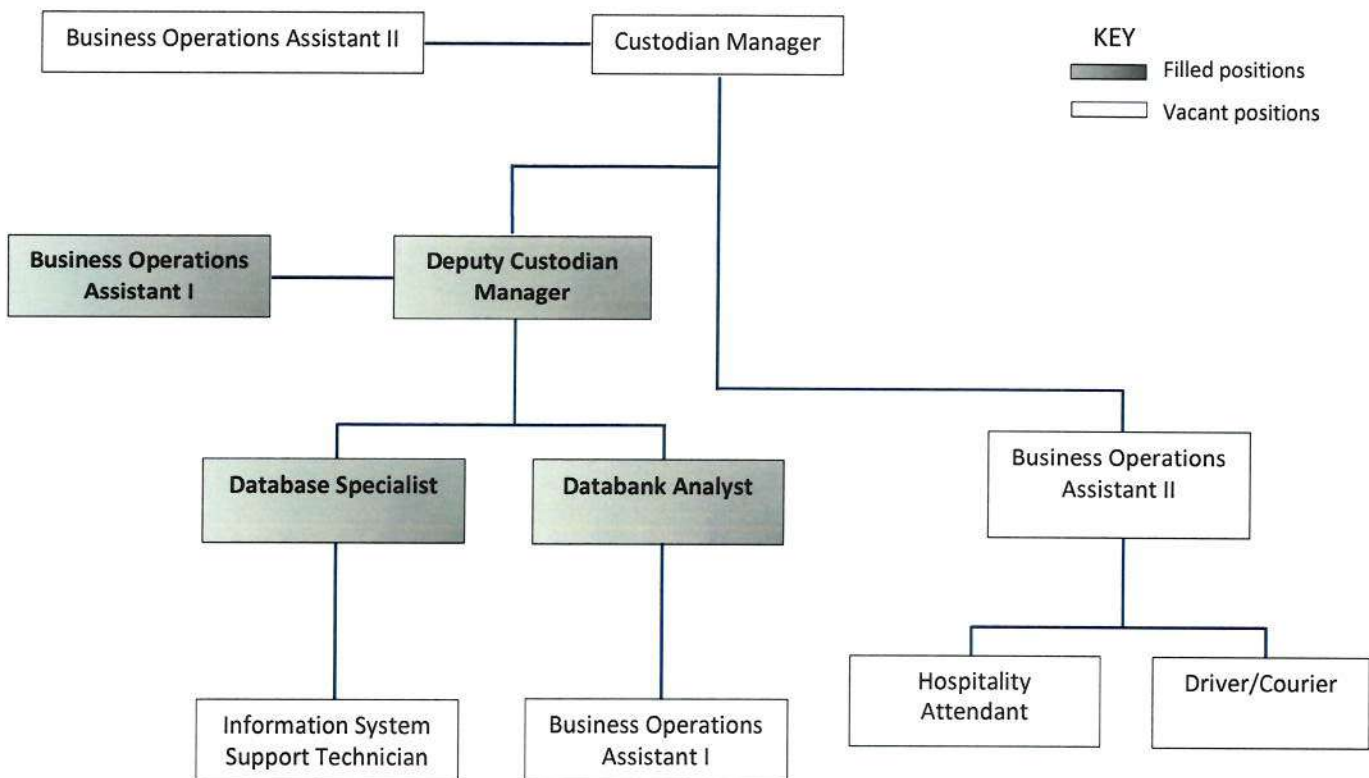 Business Operations Assistant II
Custodian Manager
KEY
Filled positions
Vacant positions
Business Operations
Assistant I
Deputy Custodian
Manager
Database Specialist
Databank Analyst
Business Operations
Assistant II
Information System
Support Technician
Business Operations
Assistant I
Hospitality
Attendant
Driver/Courier